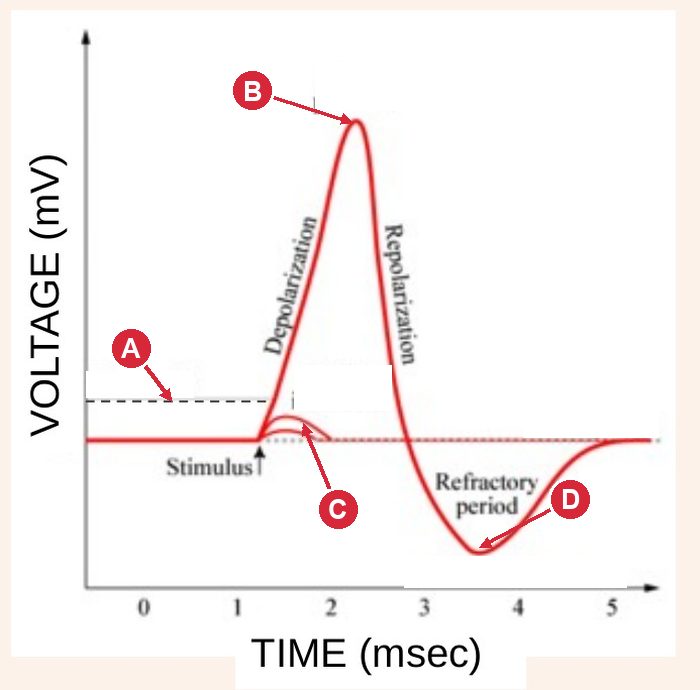 B
VOLTAGE (mV)
Depolarization
Repolarization
A
Stimulus
Refractory
period
D
C
0 1 2 3 4 5
TIME (msec)